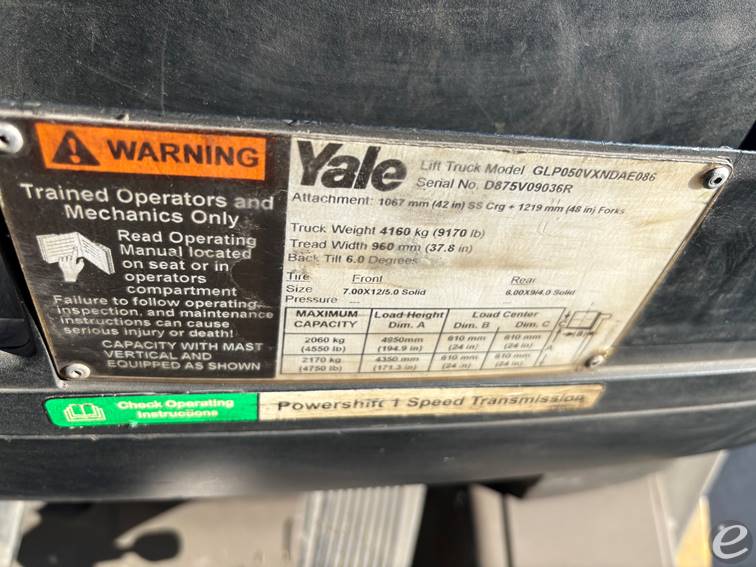 WARNING
Trained Operators and
Mechanics Only
Read Operating
Manual located
on seat or in
operators
compartment
Failure to follow operating,
inspection, and maintenance
instructions can cause
serious injury or death!
CAPACITY WITH MAST
VERTICAL AND
EQUIPPED AS SHOWN
Yale
Lift Truck Model GLP050VXNDAE086
Serial No. D875V09036R
Attachment: 1067 mm (42 in) SS Crg + 1219 mm (48 in) Forks
Truck Weight 4160 kg (9170 lb)
Tread Width 960 mm (37.8 in)
Back Tilt 6.0 Degrees
Tire Front Rear
Size 7.00X12/5.0 Solid 6.00X9/4.0 Solid
Pressure --- ---
MAXIMUM CAPACITY Load Height Dim. A Load Center Dim. B Dim. C
2060 kg 4950mm 610 mm 610 mm
(4550 lb) (194.9 in) (24 in) (24 in)
2170 kg 4350 mm 610 mm 610 mm
(4750 lb) (171.3 in) (24 in) (24 in)
A
B
Check Operating
Instructions
Powershift 1 Speed Transmission
e